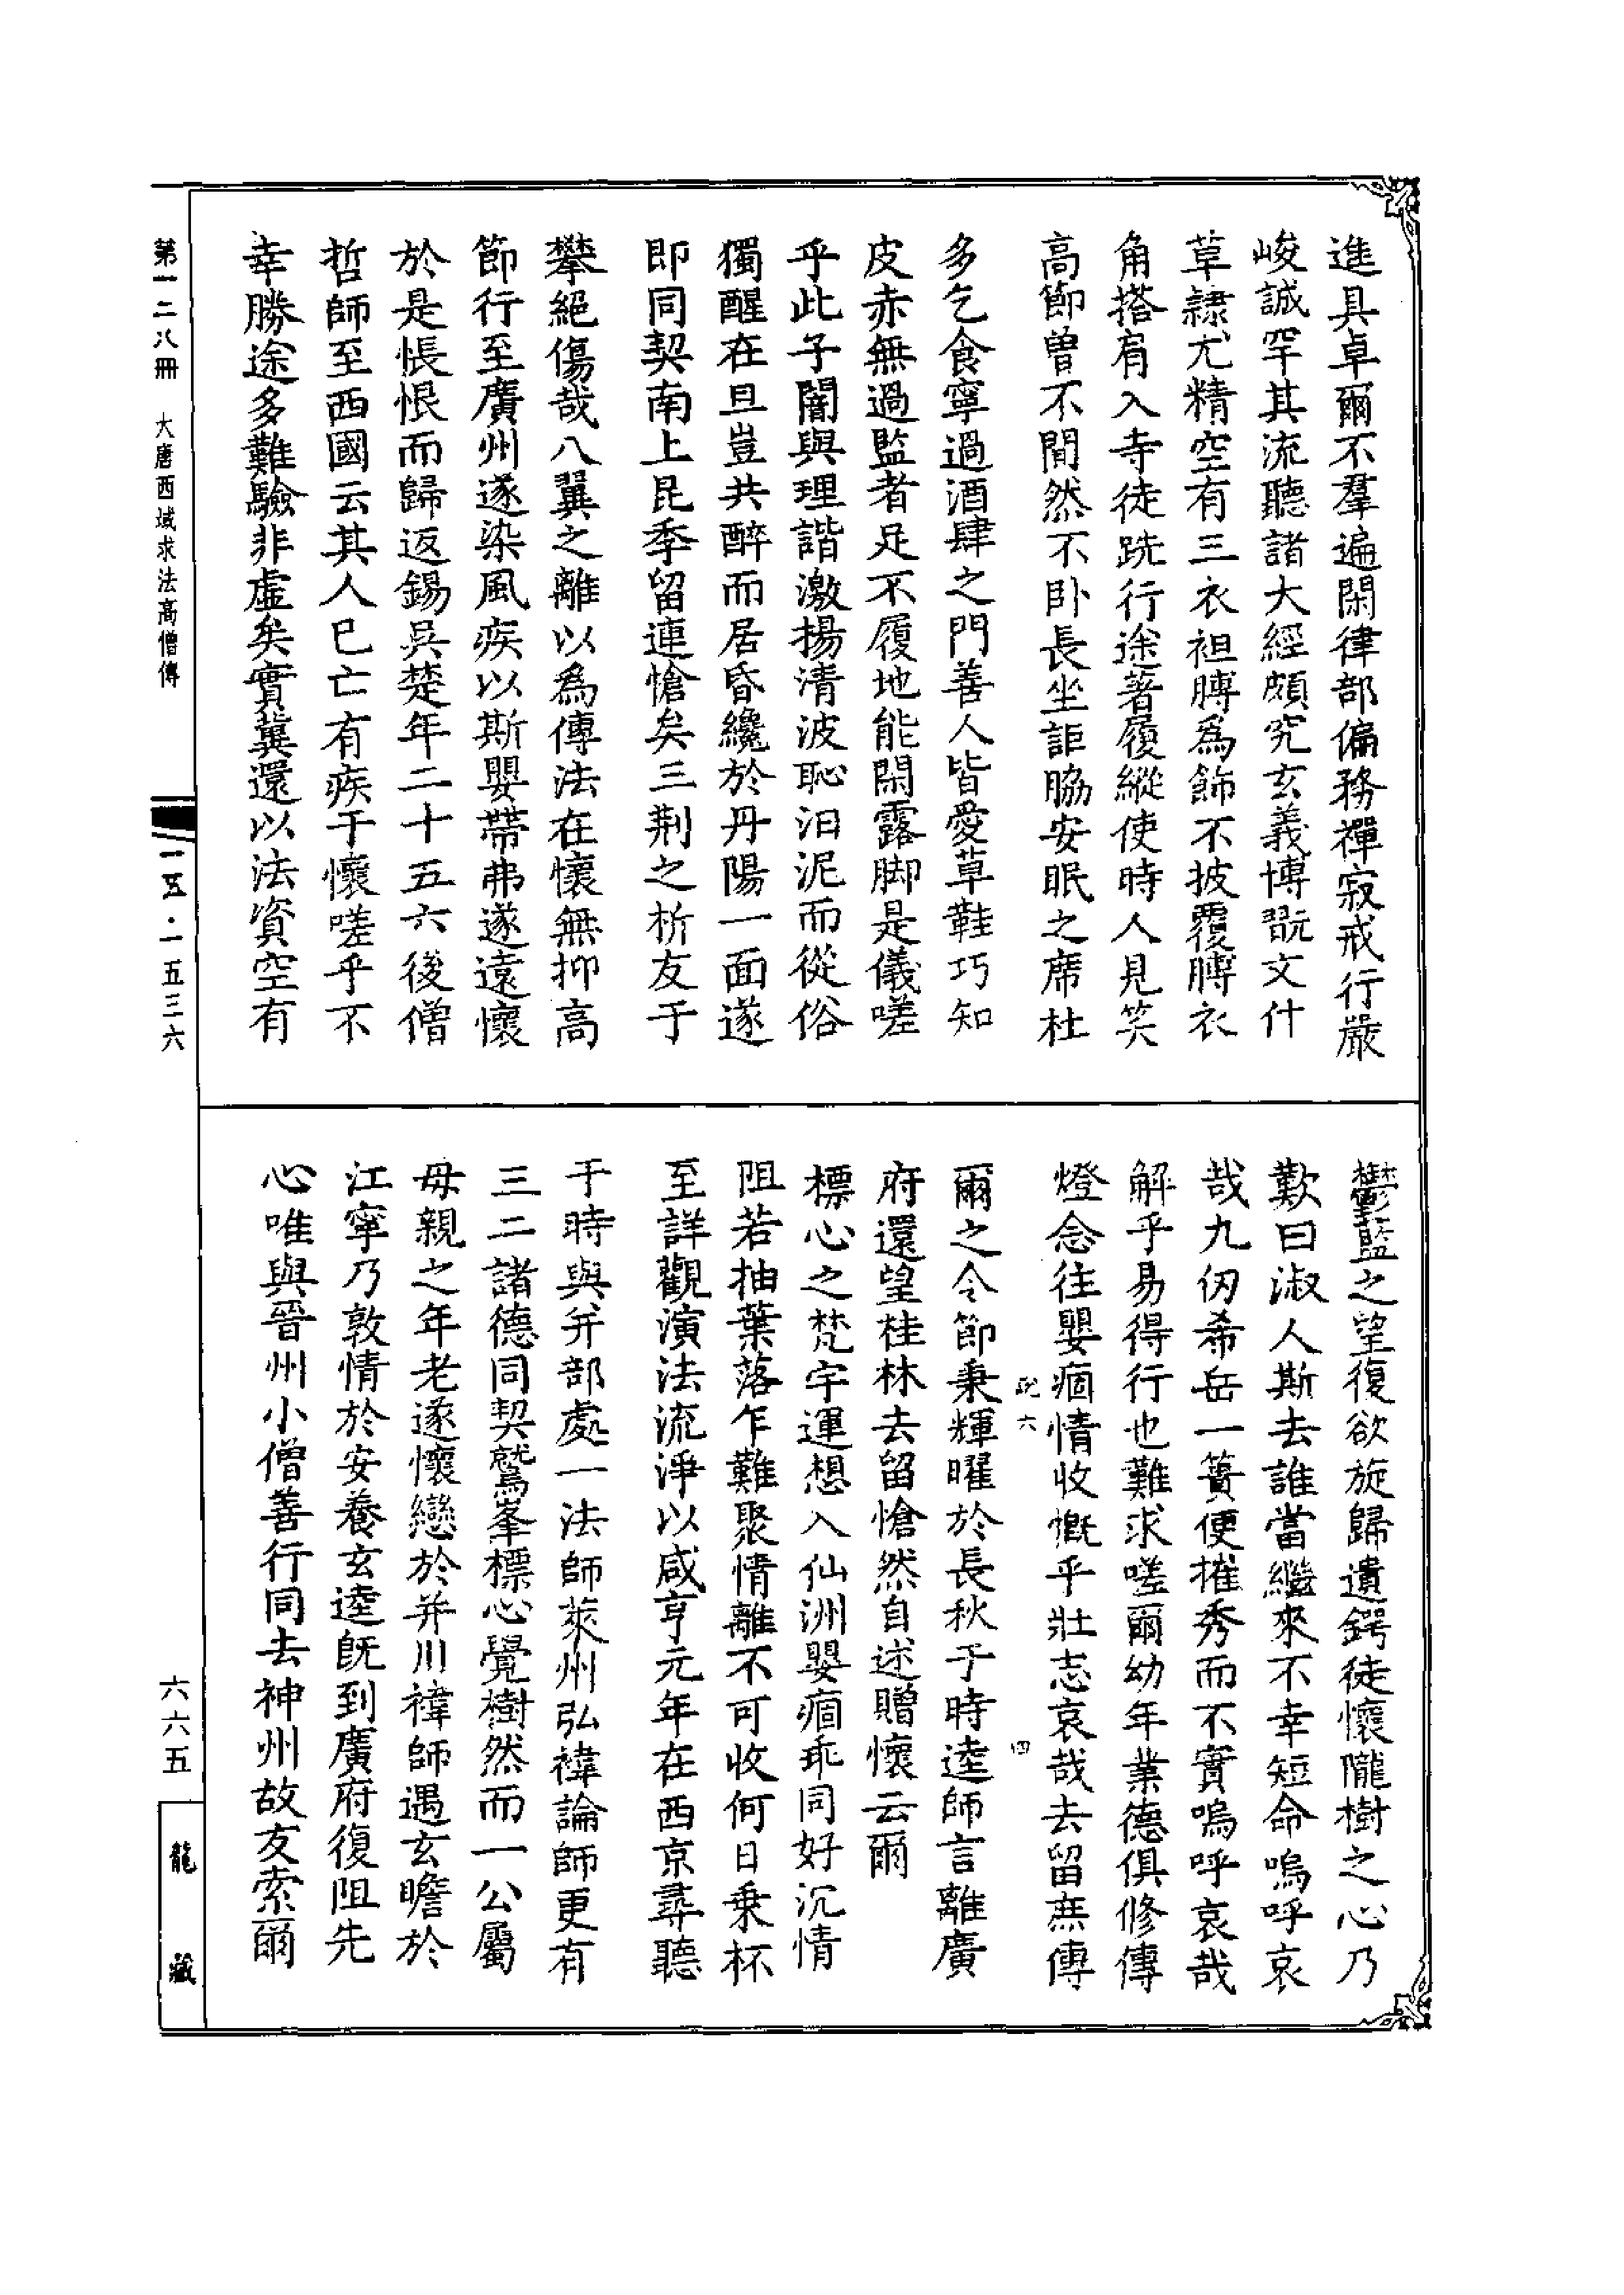 進具卓爾不羣遍閑律部偏務禪寂戒行嚴
峻誠罕其流聽諸大經頗究玄義博翫文什
草隷尤精空有三衣袒膊爲飾不披覆膊衣
角搭肩入寺徒跣行途著履縱使時人見笑
高節曾不閒然不卧長坐詎脇安眠之席杜
多乞食寧過酒肆之門善人皆愛草鞋巧知
皮赤無過監者足不履地能閑露脚是儀嗟
乎此子闇與理諧激揚清波恥汨泥而從俗
獨醒在旦豈共醉而居昏纔於丹陽一面遂
即同契南上昆季留連愴矣三荆之析友于
攀絕傷哉八翼之離以爲傳法在懷無抑高
節行至廣州遂染風疾以斯嬰帶弗遂遠懷
於是悵恨而歸返錫吳楚年二十五六後僧
哲師至西國云其人已亡有疾于懷嗟乎不
幸勝途多難驗非虛矣實冀還以法資空有
鬱藍之望復欲旋歸遺鍔徒懷隴樹之心乃
歎曰淑人斯去誰當繼來不幸短命嗚呼哀
哉九仞希岳一簣便摧秀而不實嗚呼哀哉
解乎易得行也難求嗟爾幼年業德俱修傳
燈念往嬰痼情收慨乎壯志哀哉去留庶傳
六
四
爾之令節秉輝曜於長秋于時逵師言離廣
府還望桂林去留愴然自述贈懷云爾
標心之梵宇運想入仙洲嬰痼乖同好沉情
阻若抽葉落乍難聚情離不可收何日乗杯
至詳觀演法流淨以咸亨元年在西京尋聽
于時與并部處一法師萊州弘禕論師更有
三二諸德同契鷲峯標心覺樹然而一公屬
母親之年老遂懷戀於并川禕師遇玄瞻於
江寧乃敦情於安養玄逵旣到廣府復阻先
心唯與晉州小僧善行同去神州故友索爾
第一二八冊 大唐西域求法高僧傳
一五·一五三六
六六五
龍藏